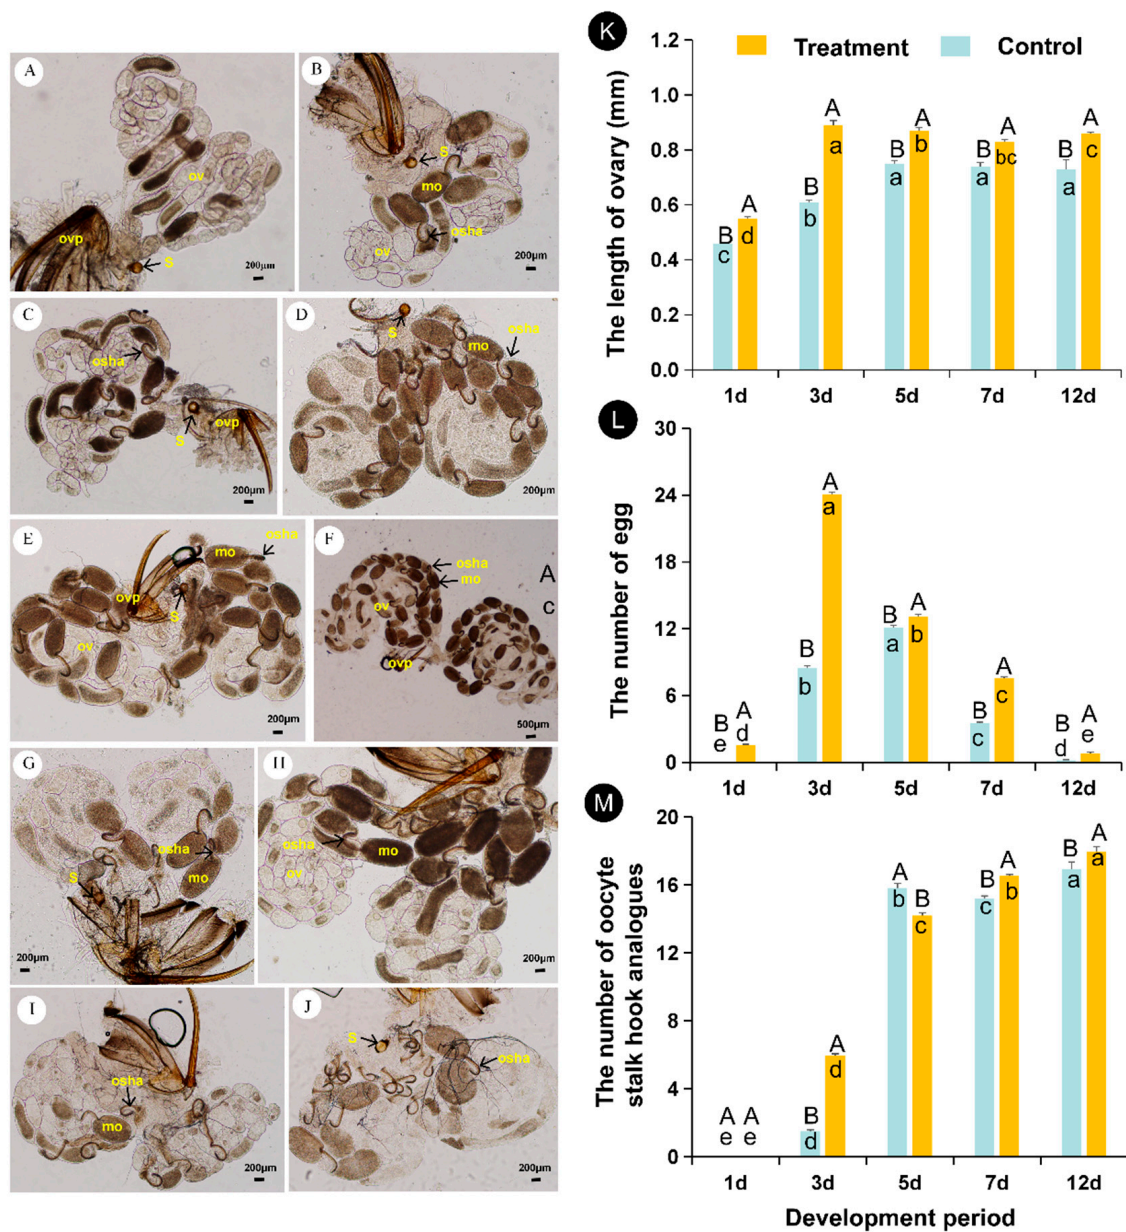 A
ov
ovp
S
200μm
B
S
mo
osha
ov
200μm
C
osha
S
ovp
200μm
D
S
mo
osha
200μm
E
mo
osha
ovp
S
ov
200μm
F
osha
mo
ov
ovp
500μm
A
c
G
osha
mo
S
200μm
H
osha
mo
ov
200μm
I
osha
mo
200μm
J
S
osha
200μm
K
Treatment Control
The length of ovary (mm)
1.2
1.0
0.8
0.6
0.4
0.2
0.0
B A B A B A B A B A
c d b a a b a bc a c
1d 3d 5d 7d 12d
L
The number of egg
30
24
18
12
6
0
B A B A B A B A B A
e d b a a b c c d e
1d 3d 5d 7d 12d
M
The number of oocyte
stalk hook analogues
20
16
12
8
4
0
A A B A A B B A B A
e e d d b c c b a a
1d 3d 5d 7d 12d
Development period